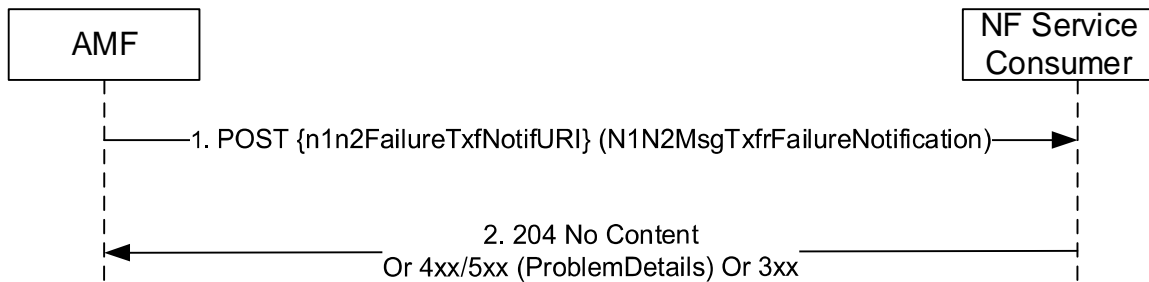 AMF
NF Service
Consumer
1. POST {n1n2FailureTxfNotifURI} (N1N2MsgTxfrFailureNotification)
2. 204 No Content
Or 4xx/5xx (ProblemDetails) Or 3xx